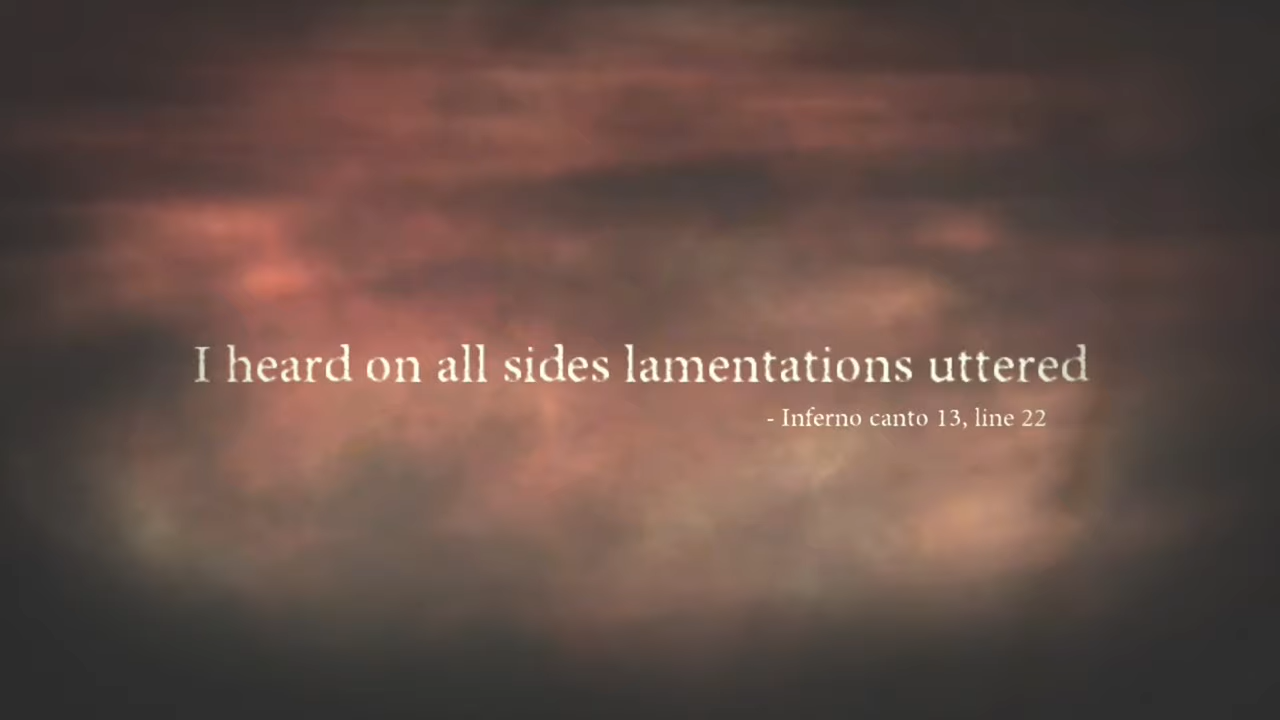 I heard on all sides lamentations uttered
- Inferno canto 13, line 22